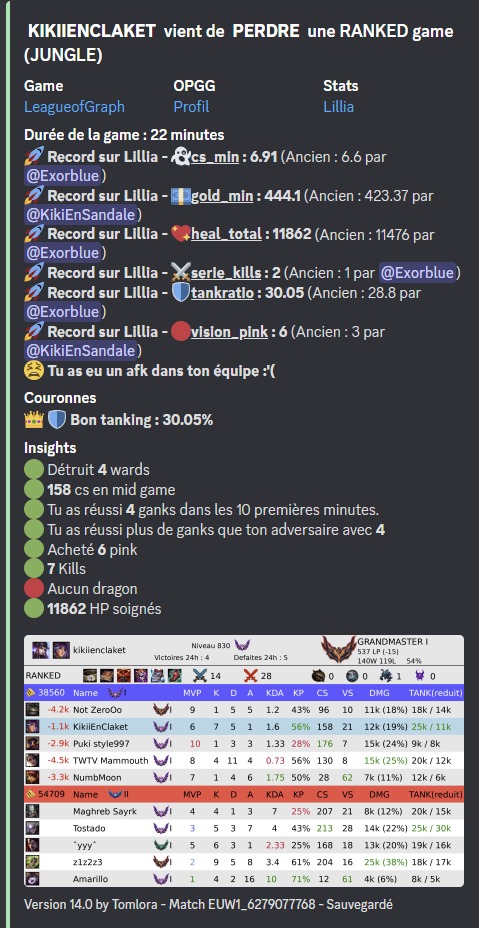 KIKIIENCLAKET vient de PERDRE une RANKED game
(JUNGLE)
Game OPGG Stats
LeagueofGraph Profil Lillia
Durée de la game : 22 minutes
Record sur Lillia - cs_min : 6.91 (Ancien : 6.6 par
@Exorblue)
Record sur Lillia - gold_min : 444.1 (Ancien : 423.37 par
@KikiEnSandale)
Record sur Lillia - heal_total : 11862 (Ancien : 11476 par
@Exorblue)
Record sur Lillia - serie_kills : 2 (Ancien : 1 par @Exorblue)
Record sur Lillia - tankratio : 30.05 (Ancien : 28.8 par
@Exorblue)
Record sur Lillia - vision_pink : 6 (Ancien : 3 par
@KikiEnSandale)
Tu as eu un afk dans ton équipe :'(
Couronnes
Bon tanking : 30.05%
Insights
Détruit 4 wards
158 cs en mid game
Tu as réussi 4 ganks dans les 10 premières minutes.
Tu as réussi plus de ganks que ton adversaire avec 4
Acheté 6 pink
7 Kills
Aucun dragon
11862 HP soignés
kikiienclaket Niveau 830 GRANDMASTER I
Victoires 24h : 4 Defaites 24h : 5 537 LP (-15)
140W 119L 54%
RANKED 14 28 0 0 1 0
38560 Name I MVP K D A KDA KP CS VS DMG TANK(reduit)
-4.2k Not ZeroOo I 9 1 5 5 1.2 43% 96 10 11k (18%) 18k / 14k
-1.1k KikiiEnClaket I 6 7 5 1 1.6 56% 158 21 12k (19%) 25k / 11k
-2.9k Puki style997 I 10 1 3 3 1.33 28% 176 7 15k (24%) 9k / 8k
-4.5k TWTV Mammouth I 8 4 11 4 0.73 56% 130 8 15k (25%) 20k / 12k
-3.3k NumbMoon I 7 1 4 6 1.75 50% 28 62 7k (11%) 12k / 6k
54709 Name II MVP K D A KDA KP CS VS DMG TANK(reduit)
Maghreb Sayrk I 4 4 1 3 7 25% 207 21 8k (12%) 20k / 15k
Tostado I 3 5 3 7 4 43% 213 28 14k (22%) 25k / 30k
ˆyyyˆ I 5 6 3 1 2.33 25% 168 18 13k (20%) 19k / 16k
z1z2z3 I 2 9 5 8 3.4 61% 204 16 25k (38%) 18k / 17k
Amarillo I 1 4 2 16 10 71% 12 61 4k (6%) 8k / 5k
Version 14.0 by Tomlora - Match EUW1_6279077768 - Sauvegardé